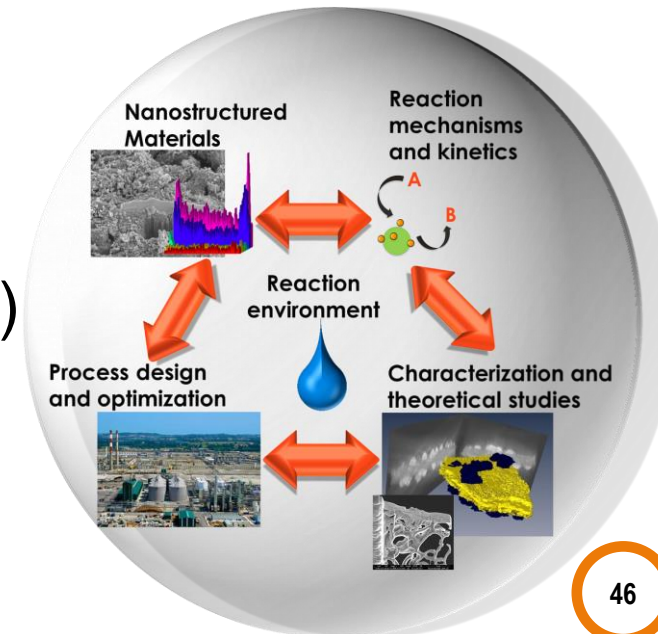 Nanostructured
Materials
Reaction
mechanisms
and kinetics
A
B
)
Reaction
environment
Process design
and optimization
Characterization and
theoretical studies
46